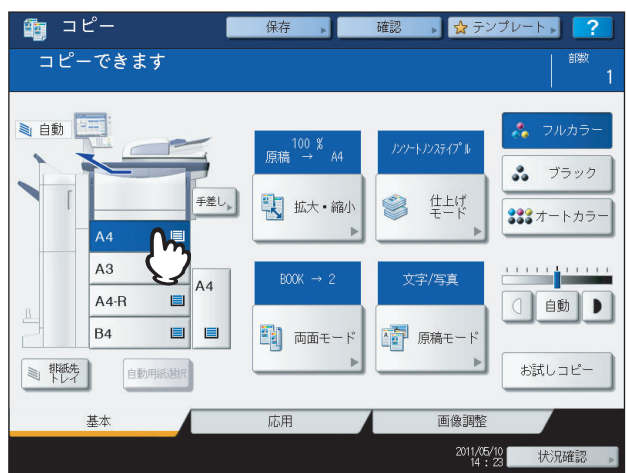 コピー
保存
確認
テンプレート
?
コピーできます
部数
1
自動
100 %
原稿 → A4
ノンソートノンステイプル
フルカラー
手差し
拡大・縮小
仕上げ
モード
ブラック
オートカラー
A4
A3
A4
A4-R
B4
BOOK → 2
文字/写真
両面モード
原稿モード
自動
排紙先
トレイ
自動用紙選択
お試しコピー
基本
応用
画像調整
2011/05/10
14:23
状況確認